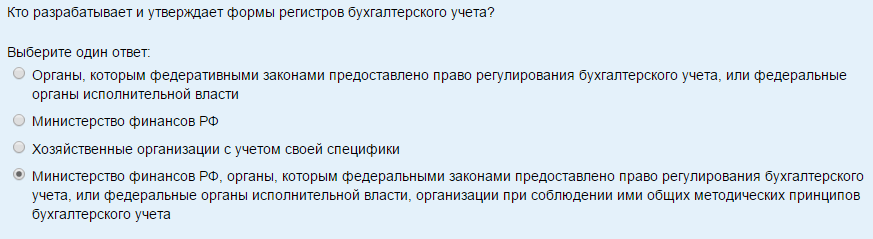 Кто разрабатывает и утверждает формы регистров бухгалтерского учета?
Выберите один ответ:
Органы, которым федеративными законами предоставлено право регулирования бухгалтерского учета, или федеральные
органы исполнительной власти
Министерство финансов РФ
Хозяйственные организации с учетом своей специфики
Министерство финансов РФ, органы, которым федеральными законами предоставлено право регулирования бухгалтерского
учета, или федеральные органы исполнительной власти, организации при соблюдении ими общих методических принципов
бухгалтерского учета